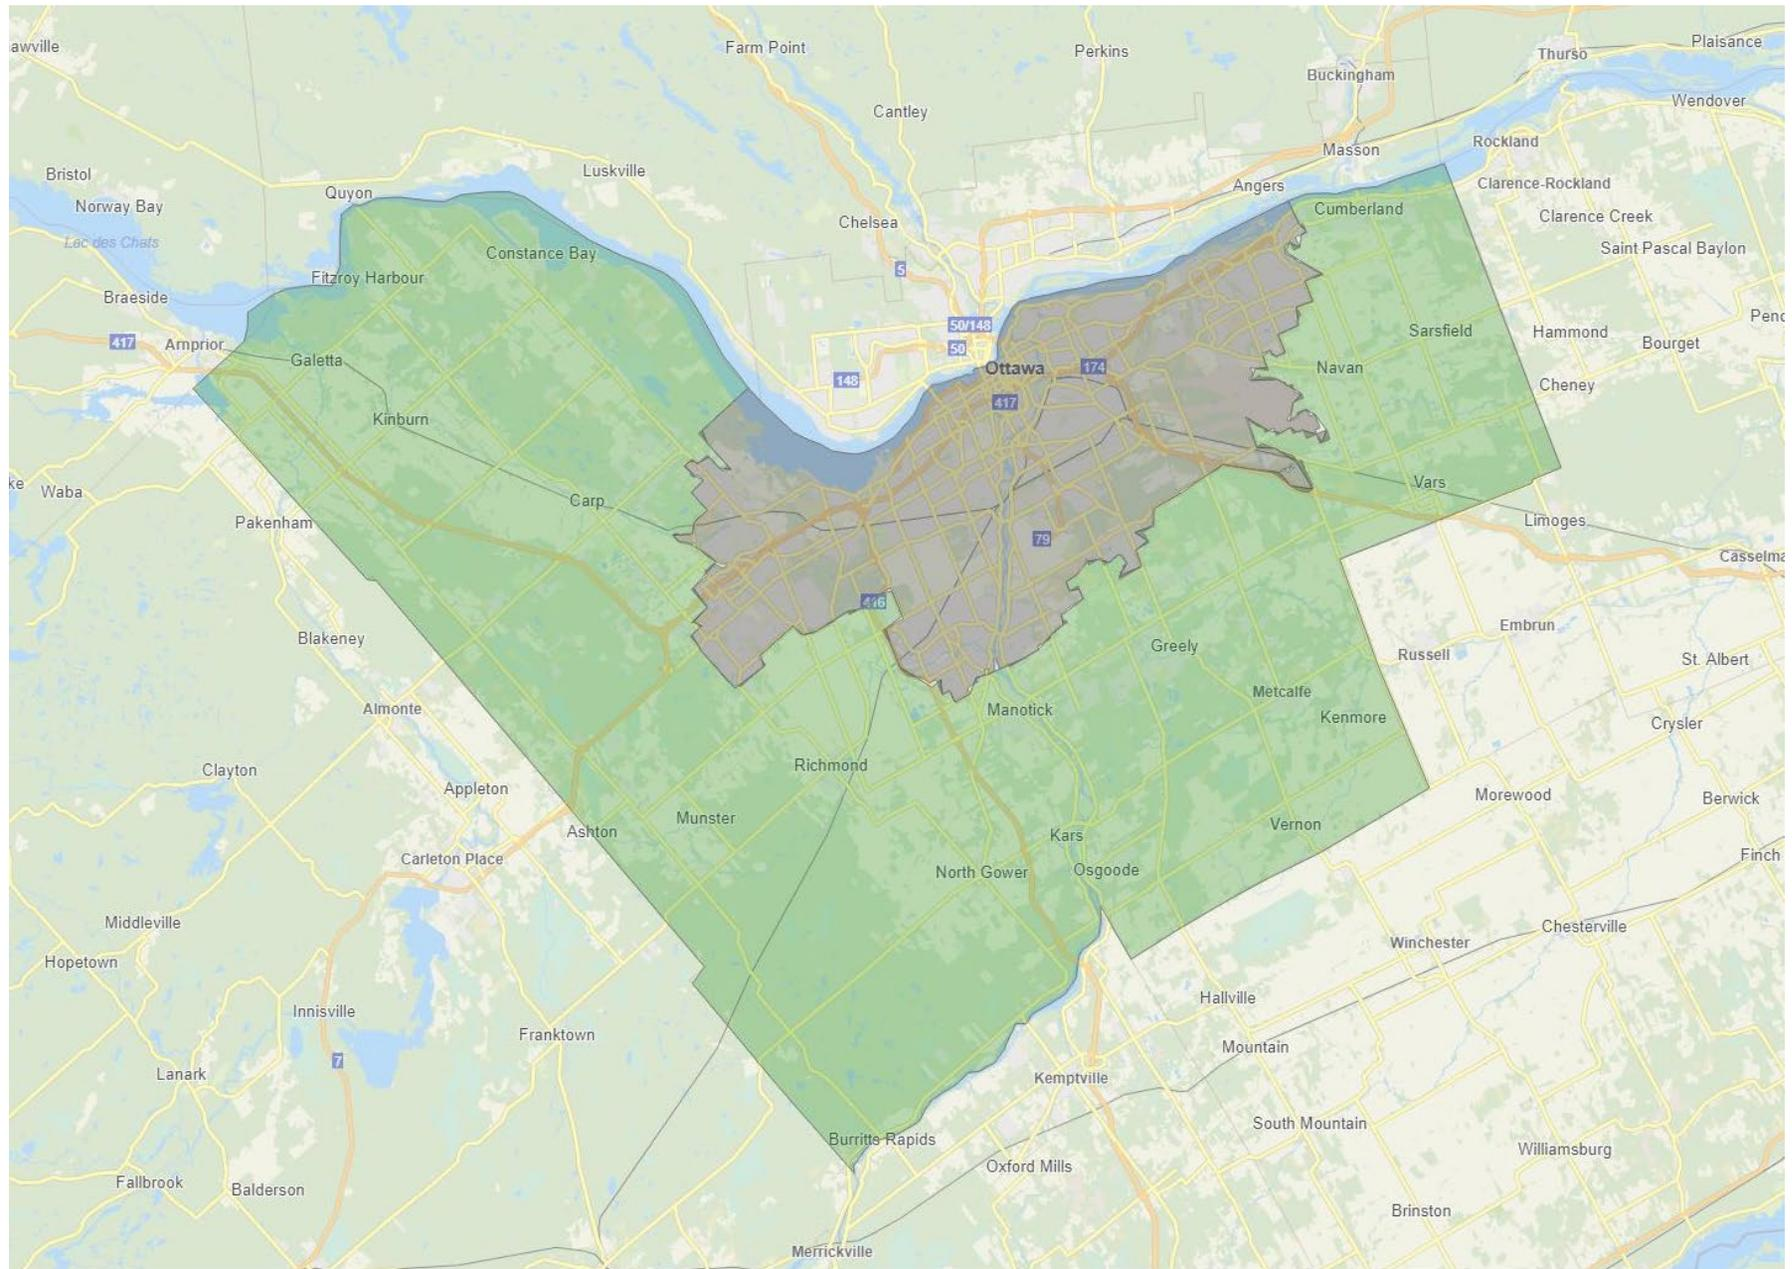 awville
Farm Point
Perkins
Thurso
Plaisance
Buckingham
Wendover
Cantley
Rockland
Masson
Bristol
Luskville
Quyon
Angers
Clarence-Rockland
Norway Bay
Cumberland
Clarence Creek
Chelsea
Lac des Chats
Constance Bay
Saint Pascal Baylon
5
Fitzroy Harbour
Braeside
50/148
Pend
417
Arnprior
50
Sarsfield
Hammond
Bourget
Galetta
Ottawa
174
Navan
148
Cheney
417
Kinburn
ke
Waba
Carp
Vars
Pakenham
Limoges
79
Casselma
416
Blakeney
Greely
Embrun
Russell
St. Albert
Metcalfe
Almonte
Manotick
Kenmore
Crysler
Clayton
Richmond
Appleton
Morewood
Berwick
Munster
Ashton
Kars
Vernon
Carleton Place
Finch
North Gower
Osgoode
Middleville
Chesterville
Winchester
Hopetown
Hallville
Innisville
Franktown
Mountain
7
Lanark
Kemptville
South Mountain
Burritts Rapids
Williamsburg
Oxford Mills
Fallbrook
Balderson
Brinston
Merrickville